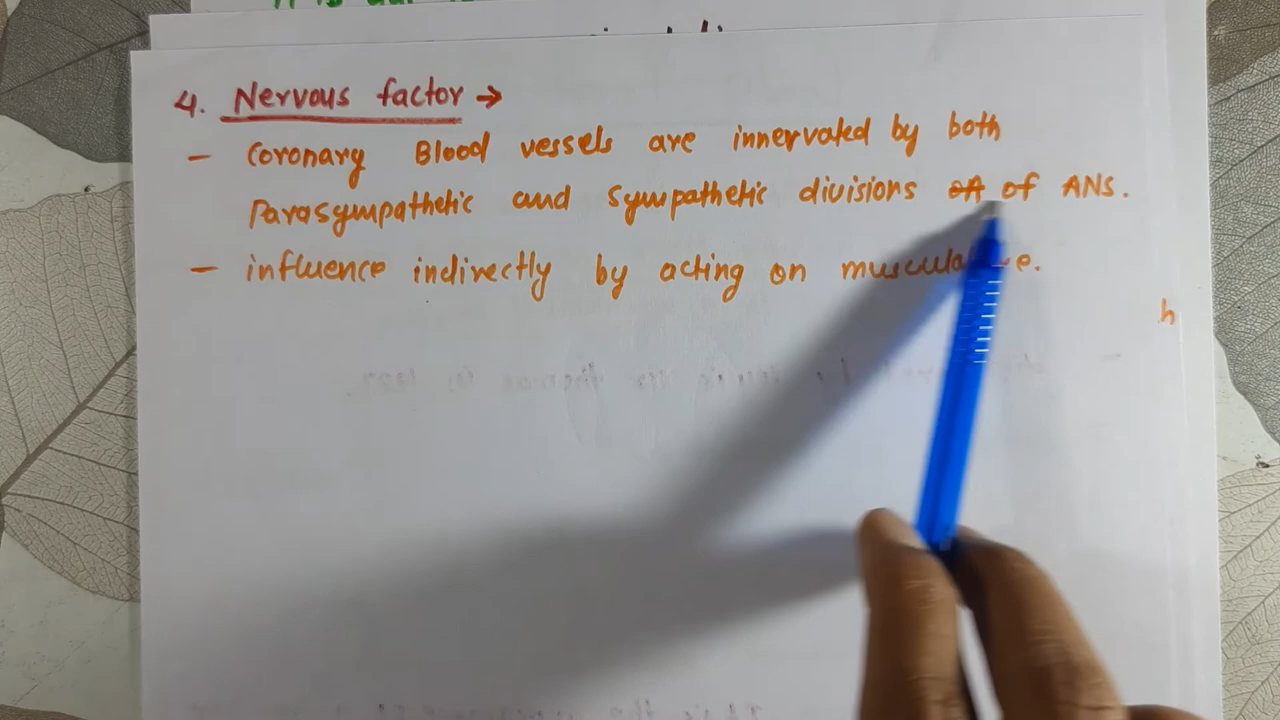 4. Nervous factor →
- Coronary Blood vessels are innervated by both
Parasympathetic and sympathetic divisions of ANS.
- influence indirectly by acting on
h